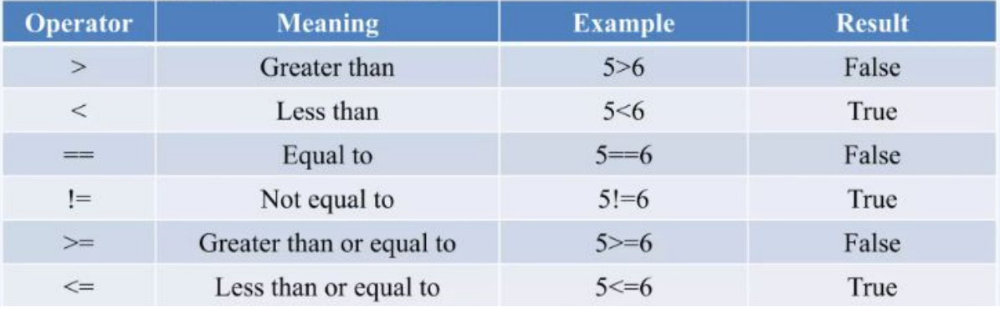 Operator Meaning Example Result
> Greater than 5>6 False
< Less than 5<6 True
== Equal to 5==6 False
!= Not equal to 5!=6 True
>= Greater than or equal to 5>=6 False
<= Less than or equal to 5<=6 True